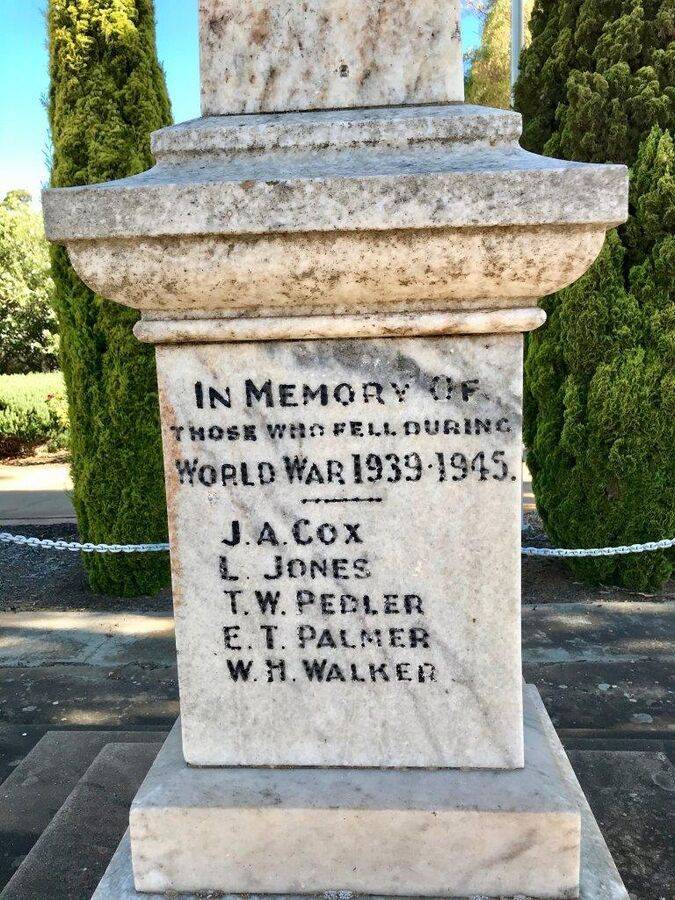 IN MEMORY OF
THOSE WHO FELL DURING
WORLD WAR 1939-1945.
J. A. COX
L. JONES
T. W. PEDLER
E. T. PALMER
W. H. WALKER